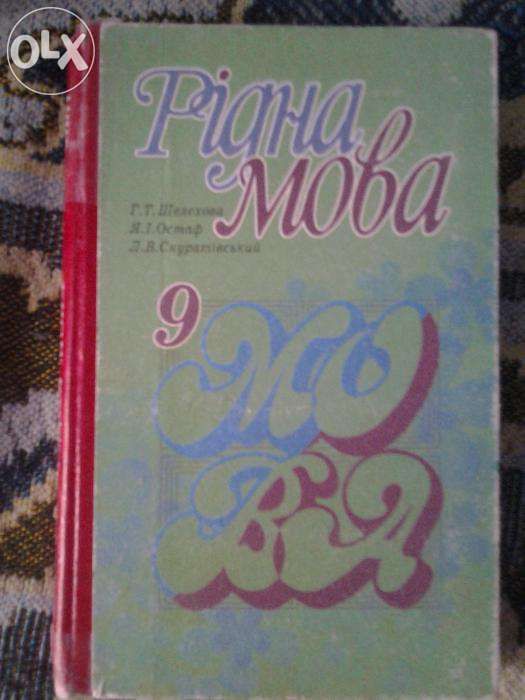 OLX
Рідна
мова
Г.Т.Шелехова
Я.І.Остаф
Л.В.Скуратівський
9
МО
ВА